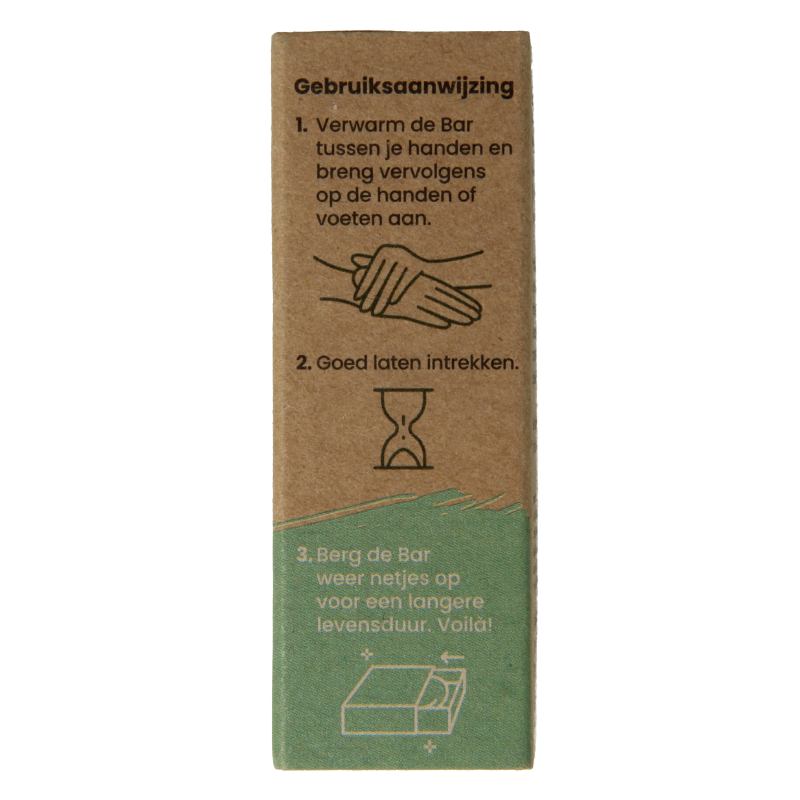 Gebruiksaanwijzing
1. Verwarm de Bar
tussen je handen en
breng vervolgens
op de handen of
voeten aan.
2. Goed laten intrekken.
3. Berg de Bar
weer netjes op
voor een langere
levensduur. Voilà!